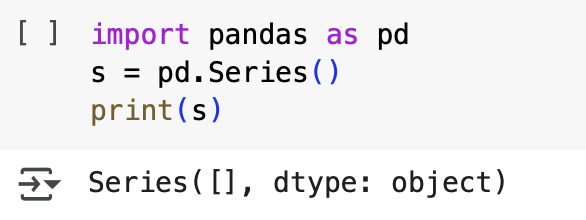 [ ] import pandas as pd
s = pd.Series()
print(s)
Series([], dtype: object)